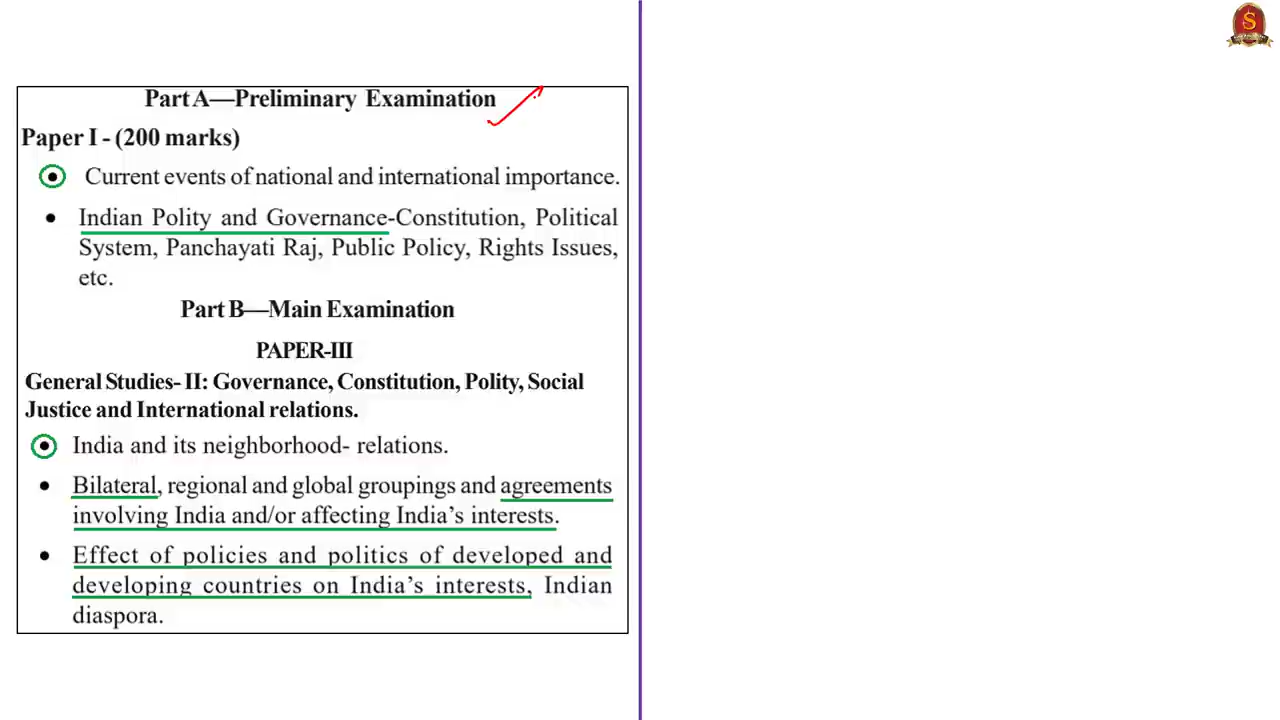 Part A—Preliminary Examination
Paper I - (200 marks)
• Current events of national and international importance.
• Indian Polity and Governance-Constitution, Political
System, Panchayati Raj, Public Policy, Rights Issues,
etc.
Part B—Main Examination
PAPER-III
General Studies- II: Governance, Constitution, Polity, Social
Justice and International relations.
• India and its neighborhood- relations.
• Bilateral, regional and global groupings and agreements
involving India and/or affecting India's interests.
• Effect of policies and politics of developed and
developing countries on India's interests, Indian
diaspora.
S